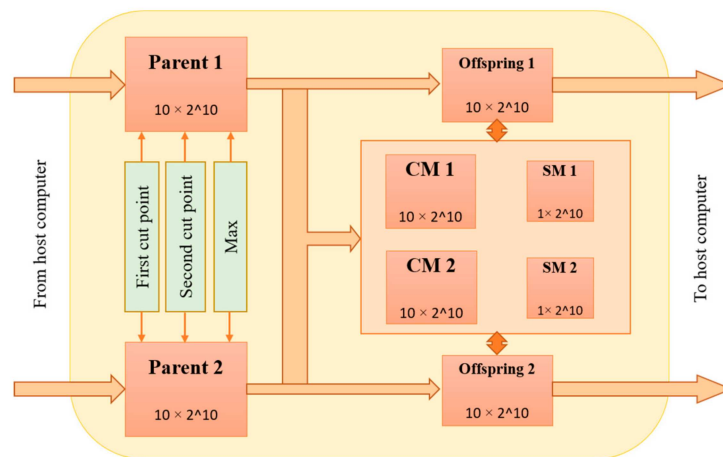 From host computer
Parent 1
10 × 2^10
First cut point
Second cut point
Max
Parent 2
10 × 2^10
Offspring 1
10 × 2^10
CM 1
10 × 2^10
SM 1
1× 2^10
CM 2
10 × 2^10
SM 2
1× 2^10
Offspring 2
10 × 2^10
To host computer